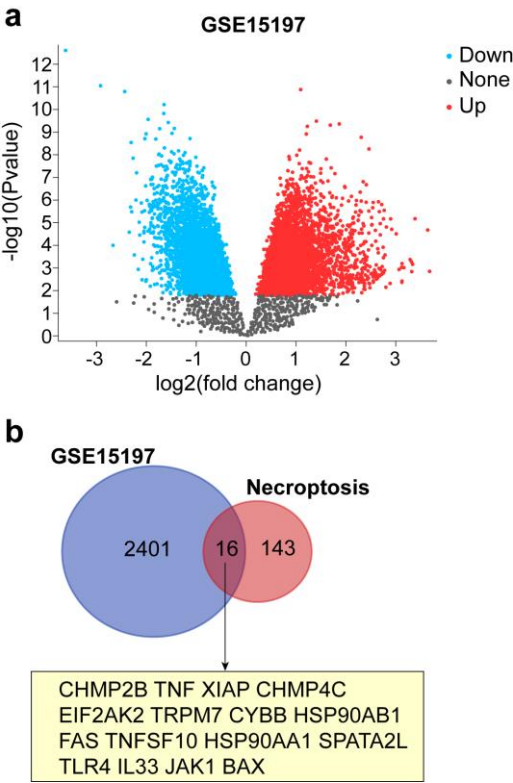 a
GSE15197
Down
None
Up
-log10(Pvalue)
12
11
10
9
8
7
6
5
4
3
2
1
0
-3 -2 -1 0 1 2 3
log2(fold change)
b
GSE15197
Necroptosis
2401 16 143
CHMP2B TNF XIAP CHMP4C
EIF2AK2 TRPM7 CYBB HSP90AB1
FAS TNFSF10 HSP90AA1 SPATA2L
TLR4 IL33 JAK1 BAX